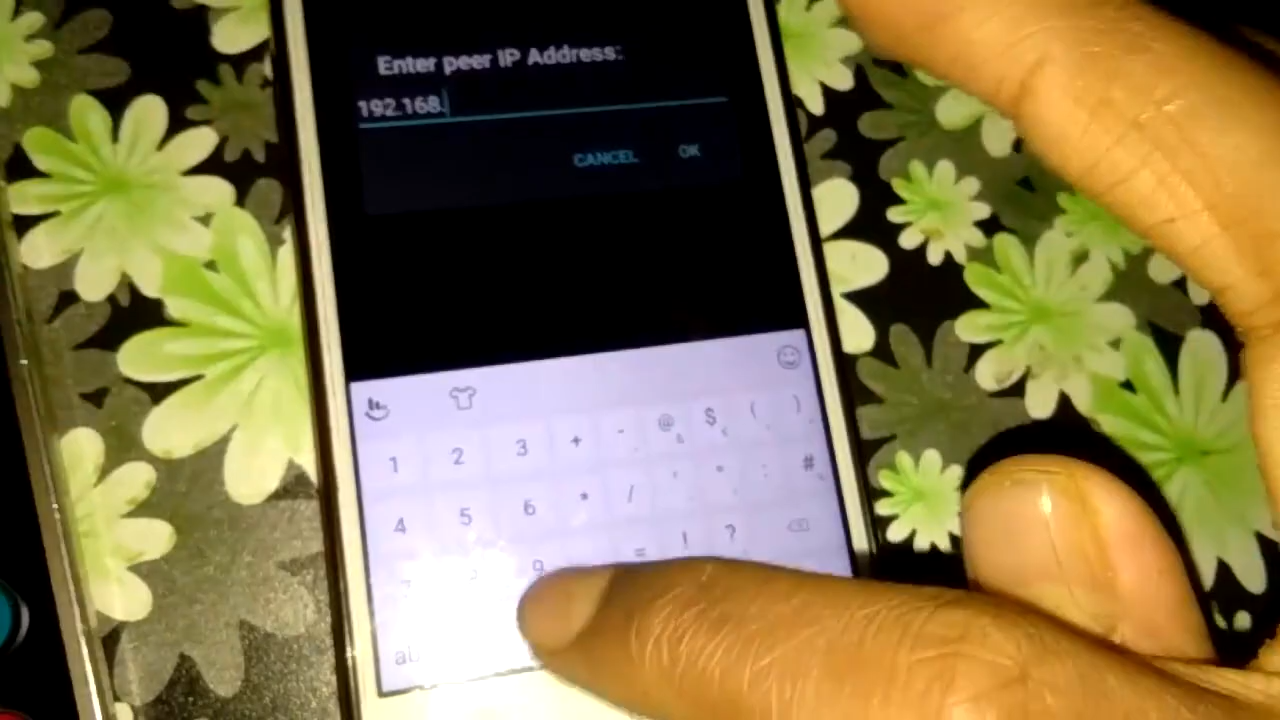 Enter peer IP Address:
192.168.
CANCEL OK
1 2 3 + - @ $ ( )
4 5 6 * / ' " : #
9 = ! ?